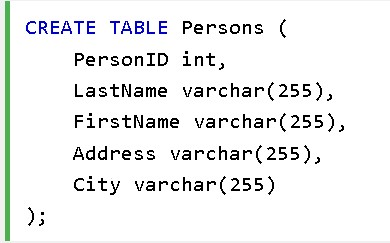 CREATE TABLE Persons (
    PersonID int,
    LastName varchar(255),
    FirstName varchar(255),
    Address varchar(255),
    City varchar(255)
);